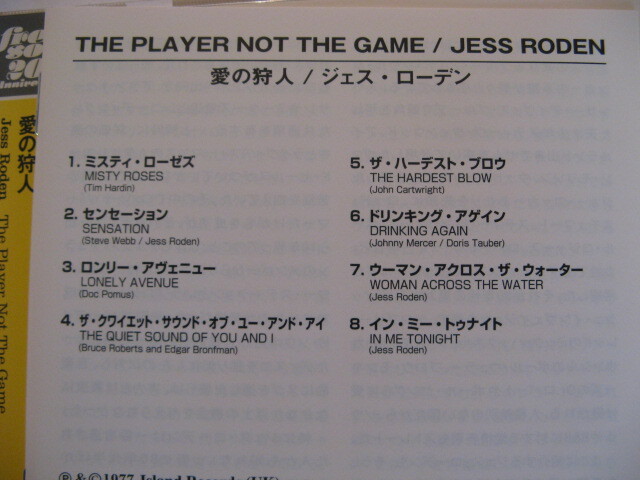 THE PLAYER NOT THE GAME / JESS RODEN
愛の狩人 / ジェス・ローデン
1. ミスティ・ローゼズ
MISTY ROSES
(Tim Hardin)
2. センセーション
SENSATION
(Steve Webb / Jess Roden)
3. ロンリー・アヴェニュー
LONELY AVENUE
(Doc Pomus)
4. ザ・クワイエット・サウンド・オブ・ユー・アンド・アイ
THE QUIET SOUND OF YOU AND I
(Bruce Roberts and Edgar Bronfman)
5. ザ・ハーデスト・ブロウ
THE HARDEST BLOW
(John Cartwright)
6. ドリンキング・アゲイン
DRINKING AGAIN
(Johnny Mercer / Doris Tauber)
7. ウーマン・アクロス・ザ・ウォーター
WOMAN ACROSS THE WATER
(Jess Roden)
8. イン・ミー・トゥナイト
IN ME TONIGHT
(Jess Roden)
℗ & ©1977 Island Records (UK)
愛の狩人
Jess Roden The Player Not The Game